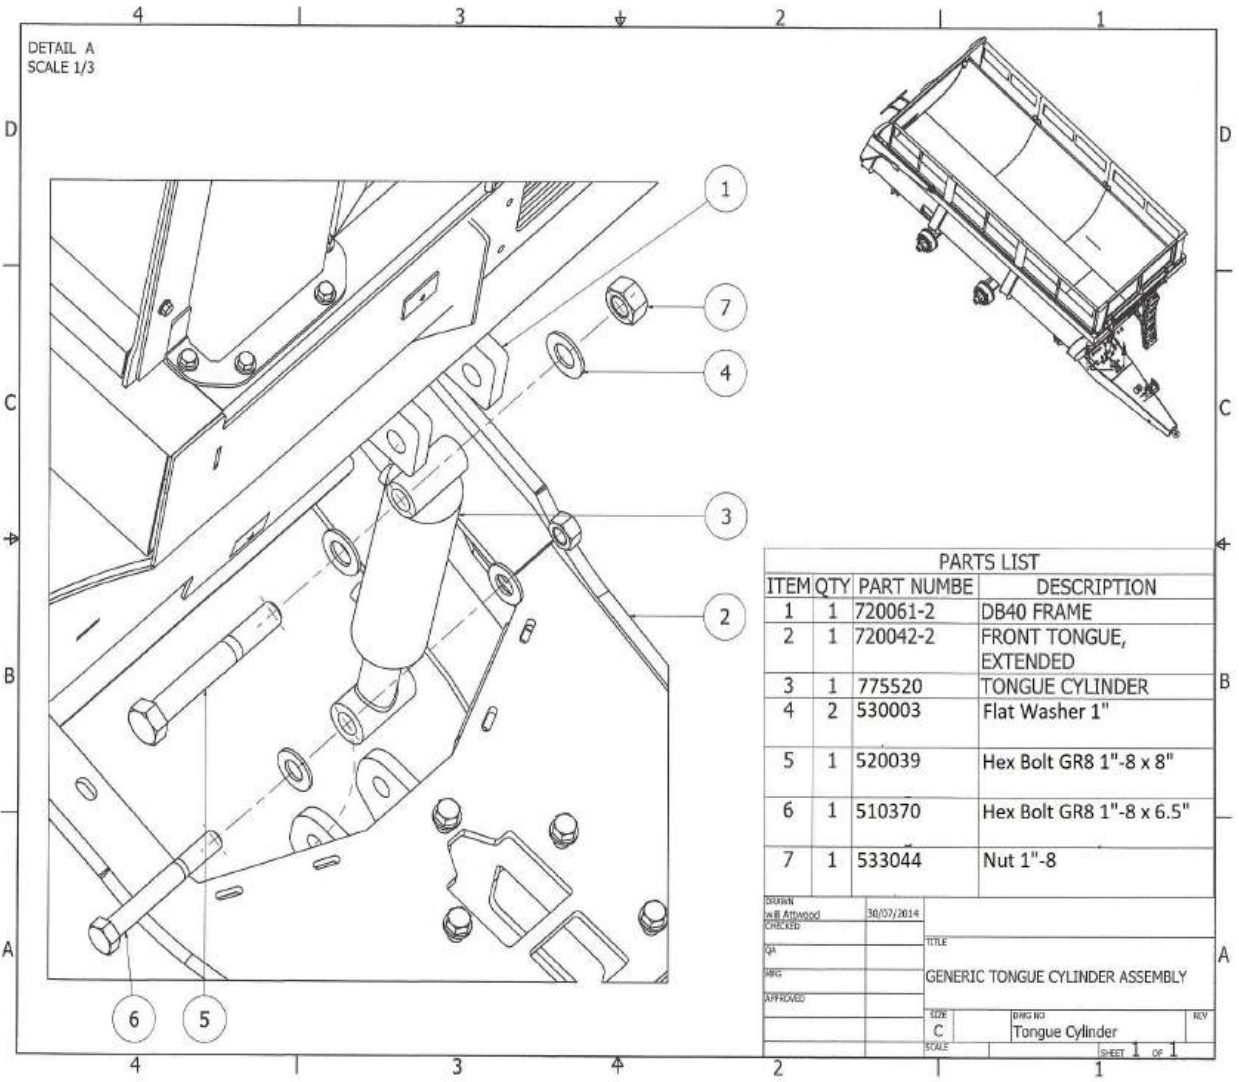 4 3 2 1
DETAIL A
SCALE 1/3
D D
1
7
4
C C
3
2
B B
A A
6 5
PARTS LIST
ITEM QTY PART NUMBE DESCRIPTION
1 1 720061-2 DB40 FRAME
2 1 720042-2 FRONT TONGUE,
EXTENDED
3 1 775520 TONGUE CYLINDER
4 2 530003 Flat Washer 1"
5 1 520039 Hex Bolt GR8 1"-8 x 8"
6 1 510370 Hex Bolt GR8 1"-8 x 6.5"
7 1 533044 Nut 1"-8
DRAWN
will Attwood 30/07/2014
CHECKED
QA
MFG
APPROVED
TITLE
GENERIC TONGUE CYLINDER ASSEMBLY
SIZE DWG NO REV
C Tongue Cylinder
SCALE SHEET 1 OF 1
4 3 2 1